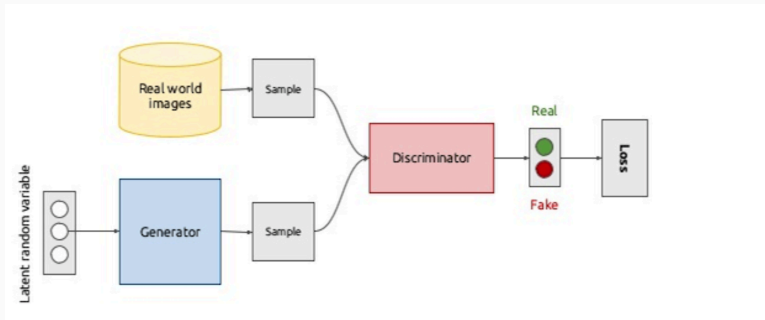 Real world
images
Sample
Real
Discriminator
Loss
Fake
Latent random variable
Generator
Sample